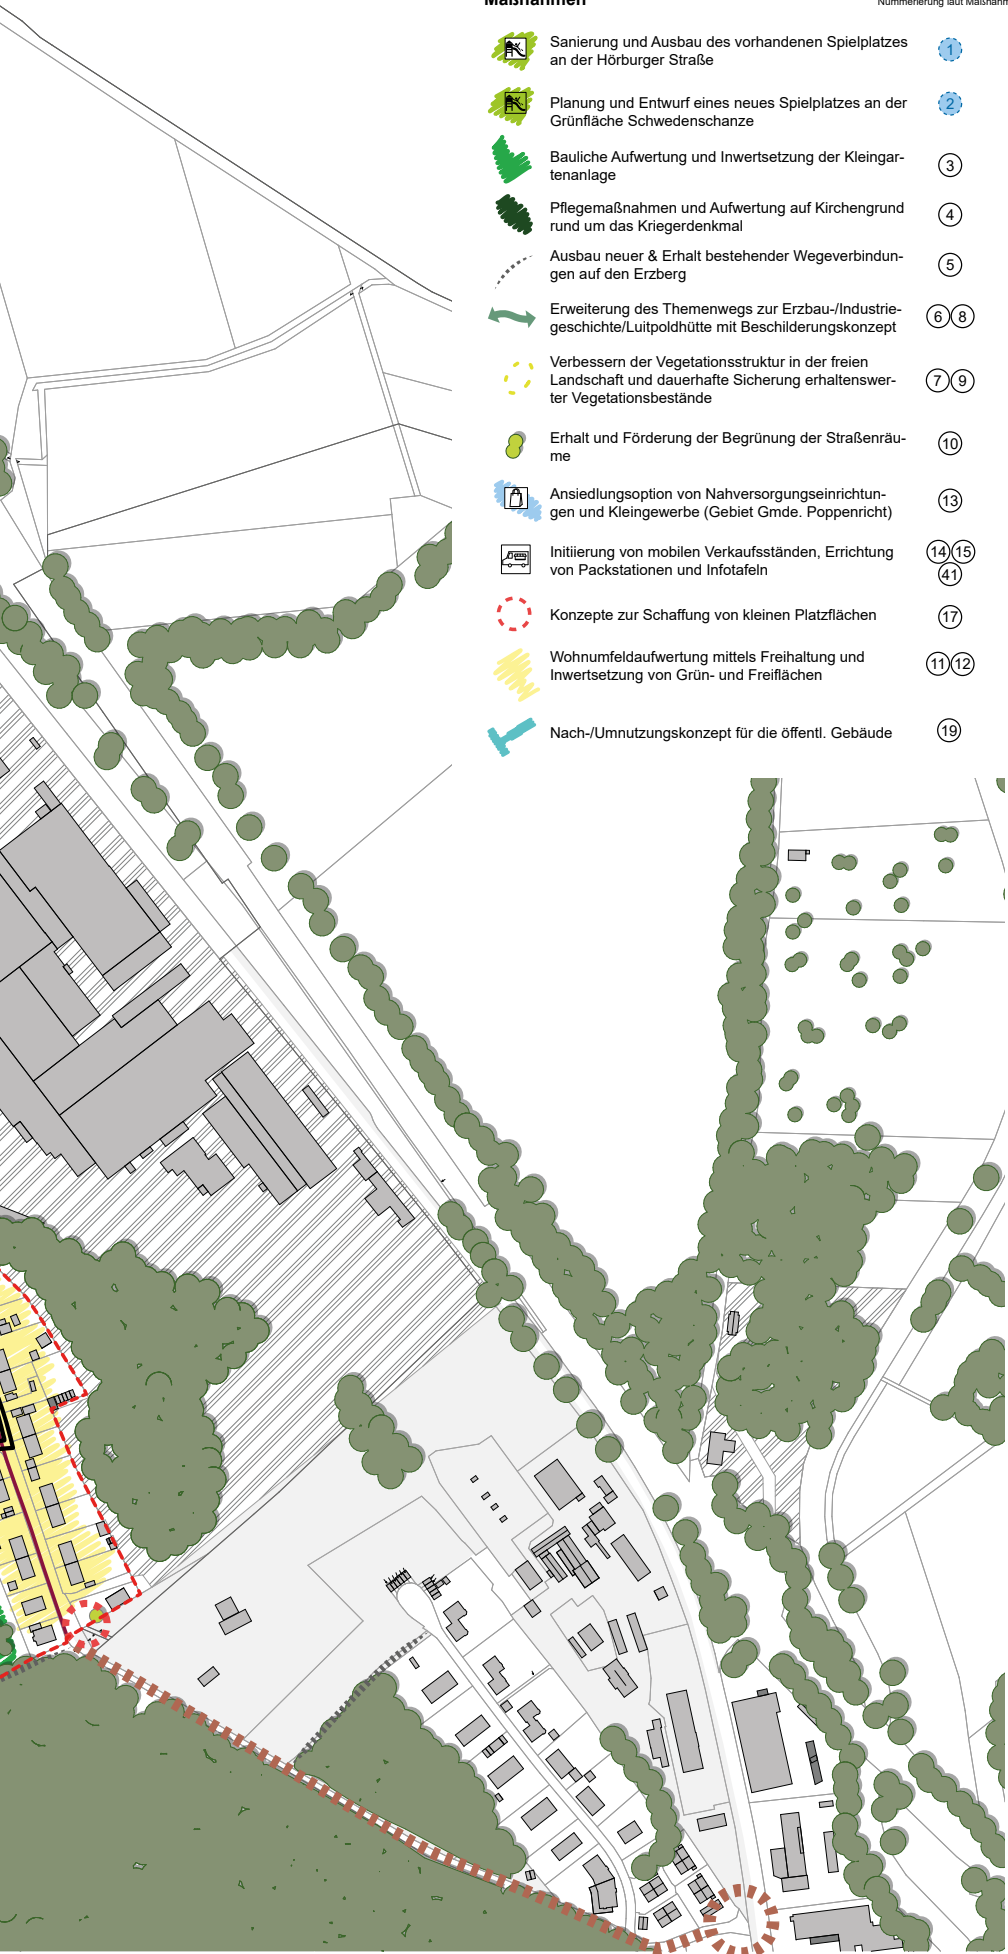 Maßnahmen
Nummerierung laut Maßnahm
Sanierung und Ausbau des vorhandenen Spielplatzes
an der Hörburger Straße
1
Planung und Entwurf eines neues Spielplatzes an der
Grünfläche Schwedenschanze
2
Bauliche Aufwertung und Inwertsetzung der Kleingar-
tenanlage
3
Pflegemaßnahmen und Aufwertung auf Kirchengrund
rund um das Kriegerdenkmal
4
Ausbau neuer & Erhalt bestehender Wegeverbindun-
gen auf den Erzberg
5
Erweiterung des Themenwegs zur Erzbau-/Industrie-
geschichte/Luitpoldhütte mit Beschilderungskonzept
6 8
Verbessern der Vegetationsstruktur in der freien
Landschaft und dauerhafte Sicherung erhaltenswer-
ter Vegetationsbestände
7 9
Erhalt und Förderung der Begrünung der Straßenräu-
me
10
Ansiedlungsoption von Nahversorgungseinrichtun-
gen und Kleingewerbe (Gebiet Gmde. Poppenricht)
13
Initiierung von mobilen Verkaufsständen, Errichtung
von Packstationen und Infotafeln
14 15
41
Konzepte zur Schaffung von kleinen Platzflächen
17
Wohnumfeldaufwertung mittels Freihaltung und
Inwertsetzung von Grün- und Freiflächen
11 12
Nach-/Umnutzungskonzept für die öffentl. Gebäude
19